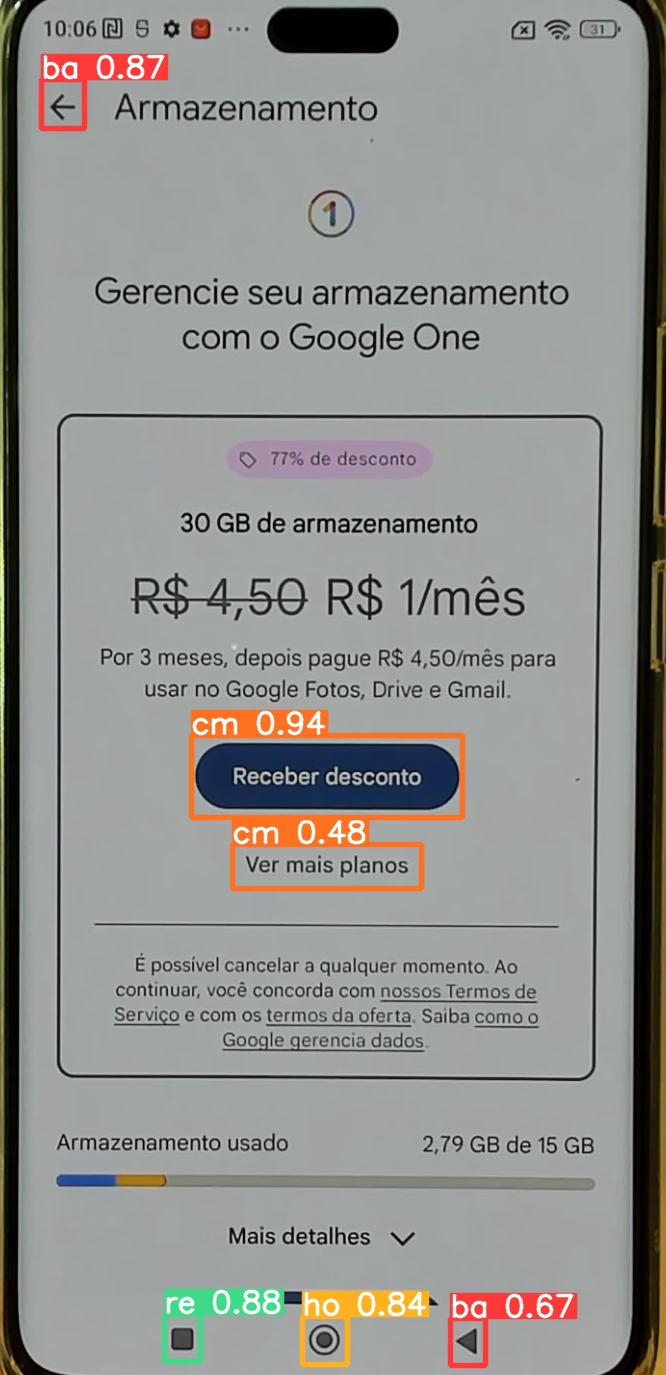 10:06 31
ba 0.87
Armazenamento
1
Gerencie seu armazenamento
com o Google One
77% de desconto
30 GB de armazenamento
R$ 4,50 R$ 1/mês
Por 3 meses, depois pague R$ 4,50/mês para
usar no Google Fotos, Drive e Gmail.
cm 0.94
Receber desconto
cm 0.48
Ver mais planos
É possível cancelar a qualquer momento. Ao
continuar, você concorda com nossos Termos de
Serviço e com os termos da oferta. Saiba como o
Google gerencia dados.
Armazenamento usado 2,79 GB de 15 GB
Mais detalhes
re 0.88 ho 0.84 ba 0.67